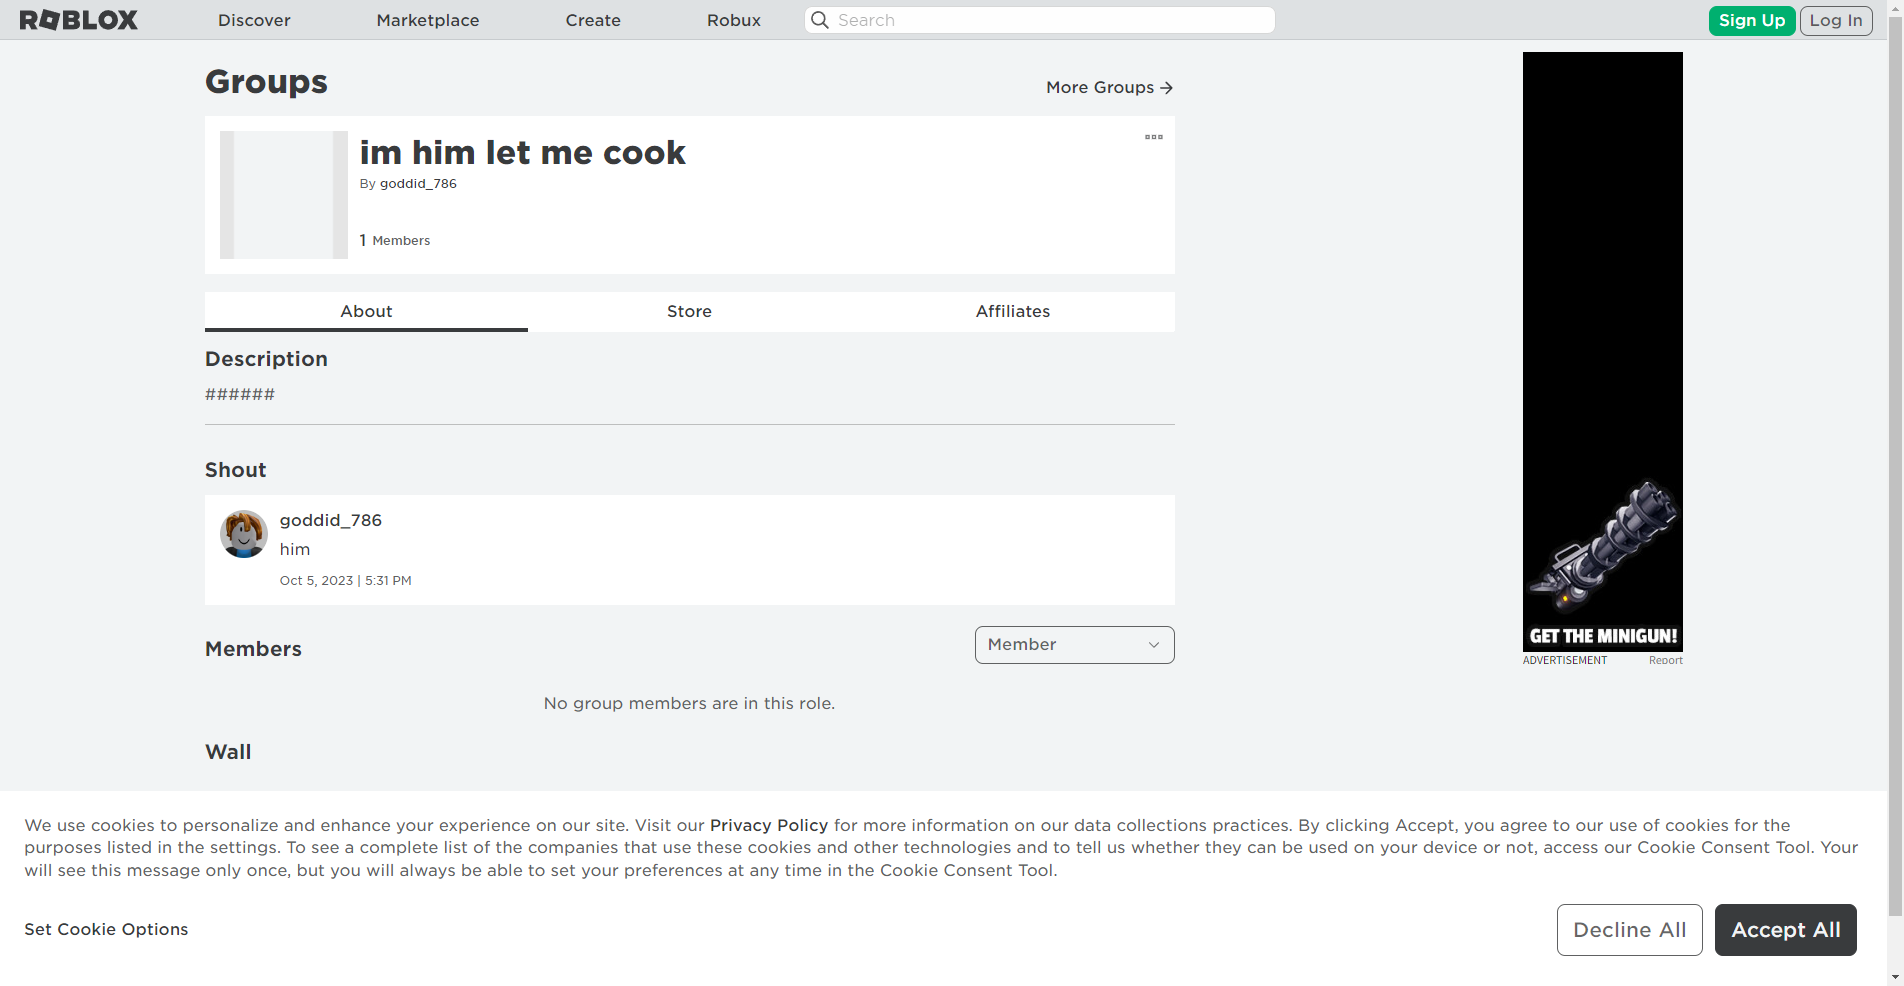 ROBLOX Discover Marketplace Create Robux Search Sign Up Log In
Groups
More Groups
im him let me cook
By goddid_786
1 Members
About Store Affiliates
Description
######
Shout
goddid_786
him
Oct 5, 2023 | 5:31 PM
Members
Member
No group members are in this role.
Wall
GET THE MINIGUN!
ADVERTISEMENT Report
We use cookies to personalize and enhance your experience on our site. Visit our Privacy Policy for more information on our data collections practices. By clicking Accept, you agree to our use of cookies for the
purposes listed in the settings. To see a complete list of the companies that use these cookies and other technologies and to tell us whether they can be used on your device or not, access our Cookie Consent Tool. Your
will see this message only once, but you will always be able to set your preferences at any time in the Cookie Consent Tool.
Set Cookie Options
Decline All
Accept All